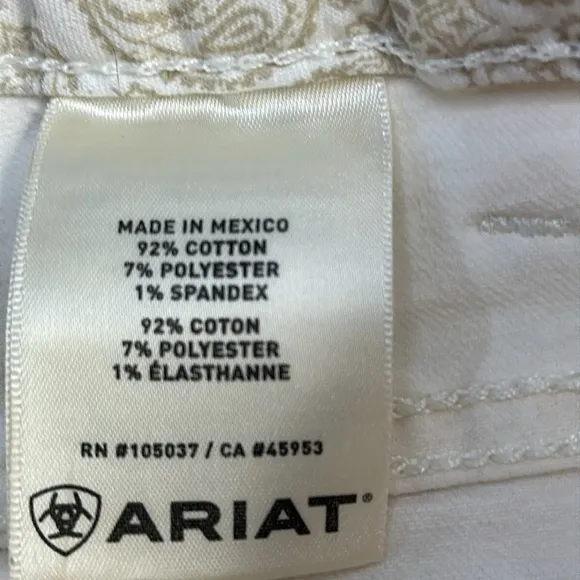 MADE IN MEXICO
92% COTTON
7% POLYESTER
1% SPANDEX
92% COTON
7% POLYESTER
1% ÉLASTHANNE
RN #105037 / CA #45953
ARIAT®